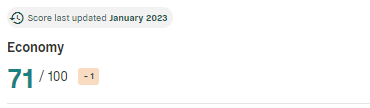 Score last updated January 2023
Economy
71 / 100 -1